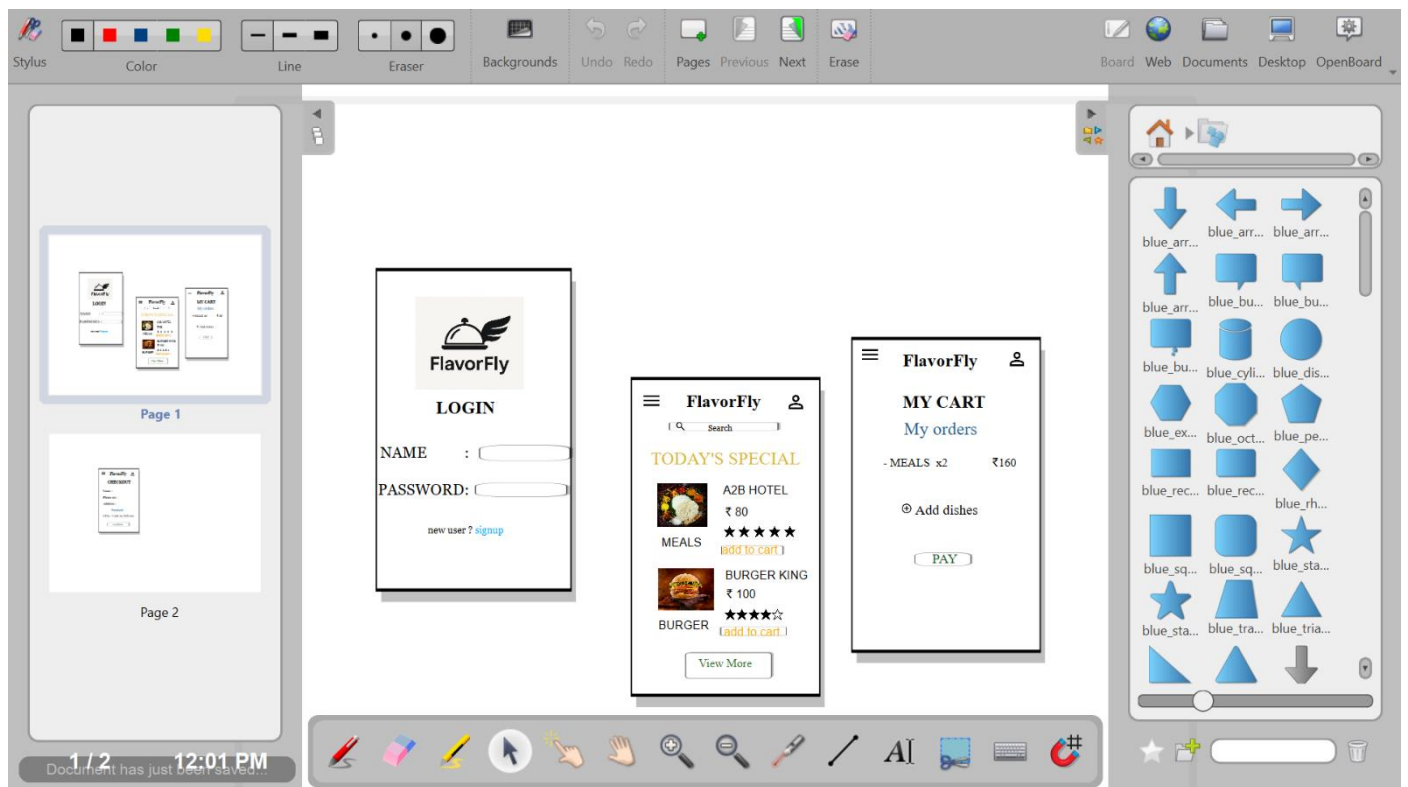 Stylus
Color
Line
Eraser
Backgrounds
Undo
Redo
Pages
Previous
Next
Erase
Board
Web
Documents
Desktop
OpenBoard
Page 1
Page 2
1 / 2 12:01 PM
Document has just been saved...
FlavorFly
LOGIN
NAME :
PASSWORD:
new user ? signup
FlavorFly
Search
TODAY'S SPECIAL
A2B HOTEL
₹ 80
MEALS
add to cart
BURGER KING
₹ 100
BURGER
add to cart
View More
FlavorFly
MY CART
My orders
- MEALS x2 ₹160
Add dishes
PAY
AI
blue_arr...
blue_arr...
blue_arr...
blue_arr...
blue_bu...
blue_bu...
blue_bu...
blue_cyli...
blue_dis...
blue_ex...
blue_oct...
blue_pe...
blue_rec...
blue_rec...
blue_rh...
blue_sq...
blue_sq...
blue_sta...
blue_sta...
blue_tra...
blue_tria...